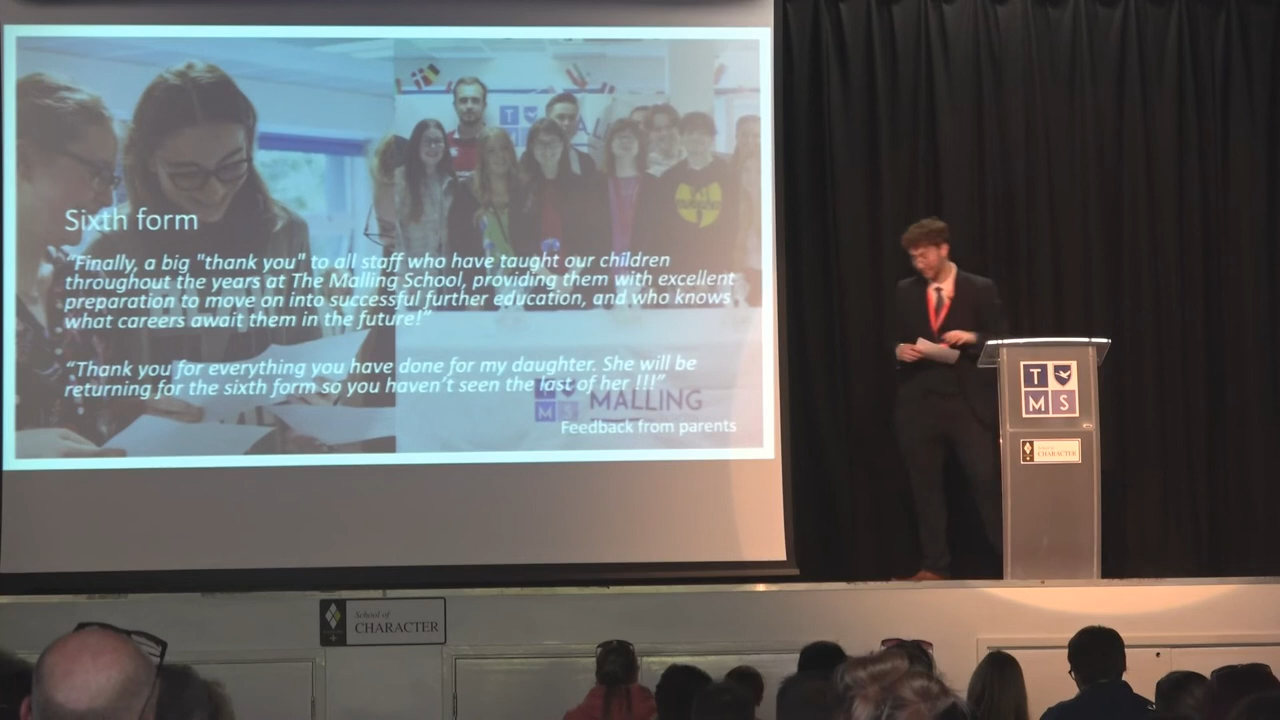 Sixth form
"Finally, a big "thank you" to all staff who have taught our children
throughout the years at The Malling School, providing them with excellent
preparation to move on into successful further education, and who knows
what careers await them in the future!"
"Thank you for everything you have done for my daughter. She will be
returning for the sixth form so you haven't seen the last of her !!!"
T
M S
MALLING
Feedback from parents
T
M S
School of
CHARACTER
School of
CHARACTER